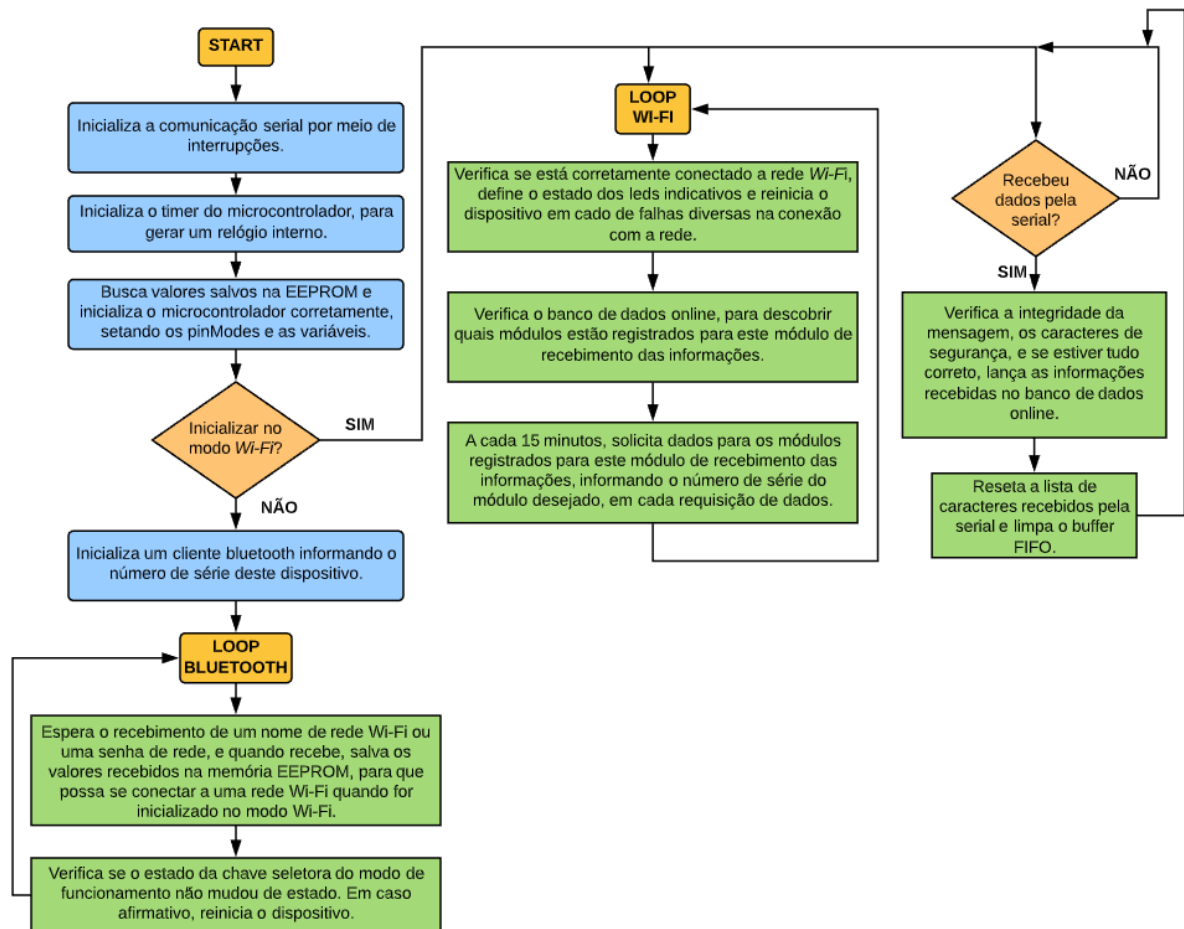 START
Inicializa a comunicação serial por meio de
interrupções.
Inicializa o timer do microcontrolador, para
gerar um relógio interno.
Busca valores salvos na EEPROM e
inicializa o microcontrolador corretamente,
setando os pinModes e as variáveis.
Inicializar no
modo Wi-Fi?
SIM
NÃO
Inicializa um cliente bluetooth informando o
número de série deste dispositivo.
LOOP
BLUETOOTH
Espera o recebimento de um nome de rede Wi-Fi ou
uma senha de rede, e quando recebe, salva os
valores recebidos na memória EEPROM, para que
possa se conectar a uma rede Wi-Fi quando for
inicializado no modo Wi-Fi.
Verifica se o estado da chave seletora do modo de
funcionamento não mudou de estado. Em caso
afirmativo, reinicia o dispositivo.
LOOP
WI-FI
Verifica se está corretamente conectado a rede Wi-Fi,
define o estado dos leds indicativos e reinicia o
dispositivo em cado de falhas diversas na conexão
com a rede.
Verifica o banco de dados online, para descobrir
quais módulos estão registrados para este módulo de
recebimento das informações.
A cada 15 minutos, solicita dados para os módulos
registrados para este módulo de recebimento das
informações, informando o número de série do
módulo desejado, em cada requisição de dados.
Recebeu
dados pela
serial?
NÃO
SIM
Verifica a integridade da
mensagem, os caracteres de
segurança, e se estiver tudo
correto, lança as informações
recebidas no banco de dados
online.
Reseta a lista de
caracteres recebidos pela
serial e limpa o buffer
FIFO.